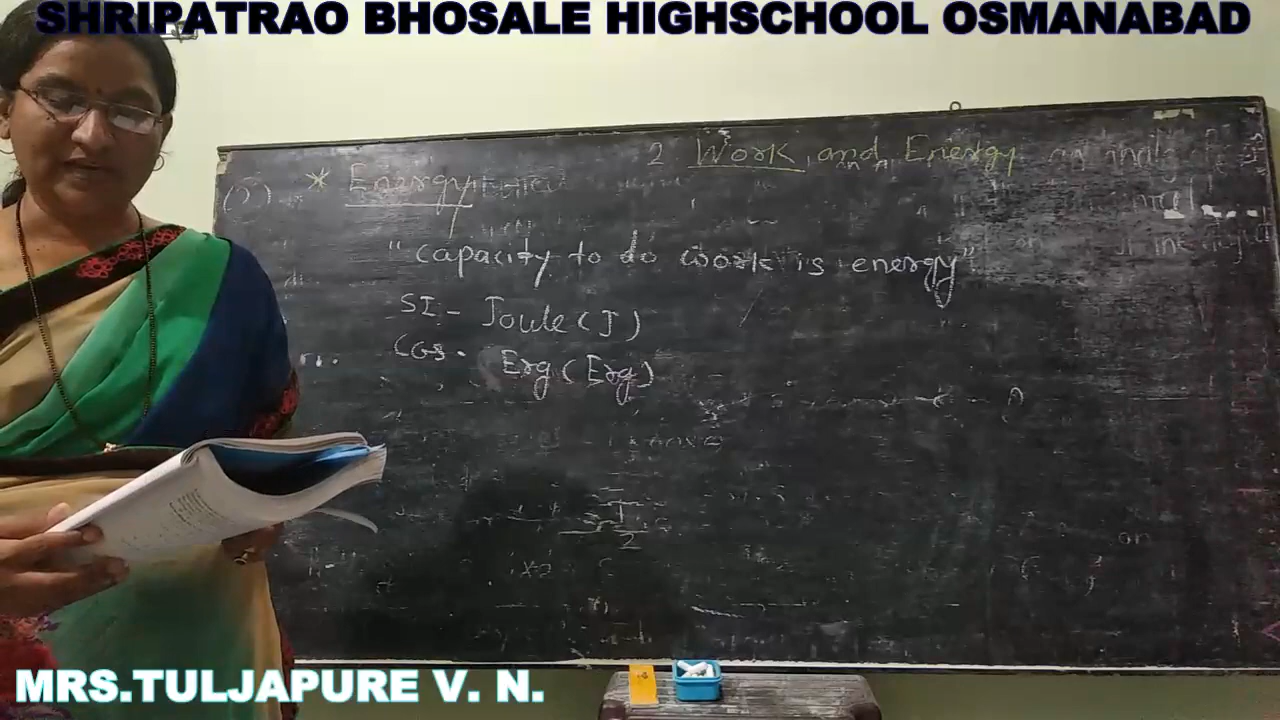 SHRIPATRAO BHOSALE HIGHSCHOOL OSMANABAD
2 Work and Energy
* Energy
"capacity to do work is energy"
SI - Joule (J)
CGS. Erg (Erg)
MRS.TULJAPURE V. N.